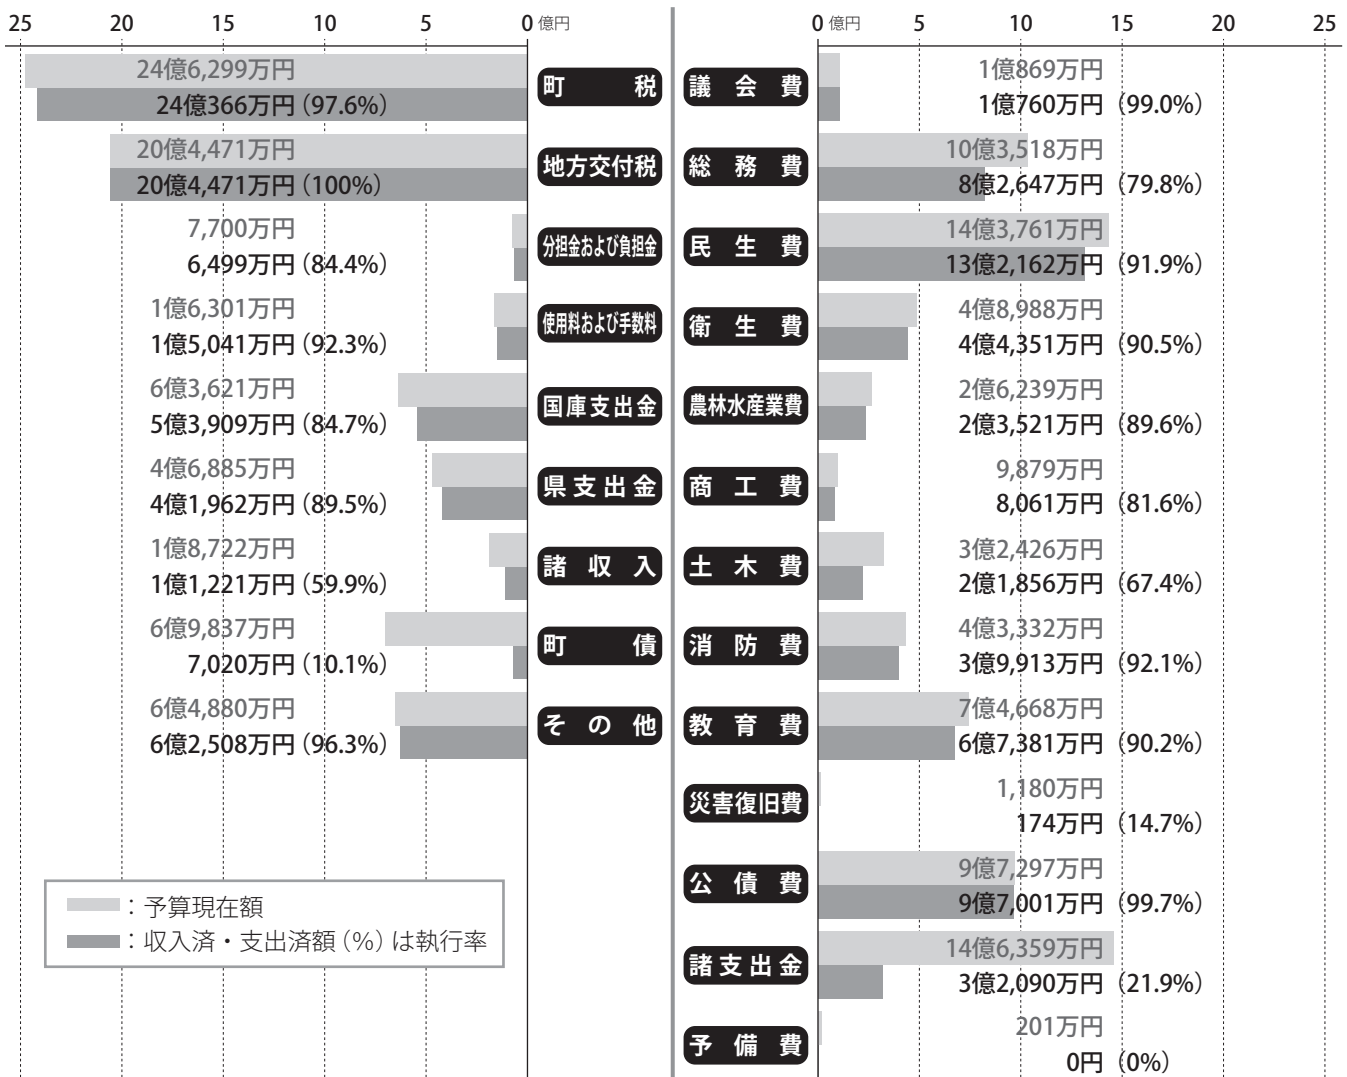 25 20 15 10 5 0 億円
24億6,299万円
24億366万円(97.6%)
町税
20億4,471万円
20億4,471万円(100%)
地方交付税
7,700万円
6,499万円(84.4%)
分担金および負担金
1億6,301万円
1億5,041万円(92.3%)
使用料および手数料
6億3,621万円
5億3,909万円(84.7%)
国庫支出金
4億6,885万円
4億1,962万円(89.5%)
県支出金
1億8,722万円
1億1,221万円(59.9%)
諸収入
6億9,837万円
7,020万円(10.1%)
町債
6億4,880万円
6億2,508万円(96.3%)
その他
:予算現在額
:収入済・支出済額(%)は執行率
0 億円 5 10 15 20 25
議会費
1億869万円
1億760万円(99.0%)
総務費
10億3,518万円
8億2,647万円(79.8%)
民生費
14億3,761万円
13億2,162万円(91.9%)
衛生費
4億8,988万円
4億4,351万円(90.5%)
農林水産業費
2億6,239万円
2億3,521万円(89.6%)
商工費
9,879万円
8,061万円(81.6%)
土木費
3億2,426万円
2億1,856万円(67.4%)
消防費
4億3,332万円
3億9,913万円(92.1%)
教育費
7億4,668万円
6億7,381万円(90.2%)
災害復旧費
1,180万円
174万円(14.7%)
公債費
9億7,297万円
9億7,001万円(99.7%)
諸支出金
14億6,359万円
3億2,090万円(21.9%)
予備費
201万円
0円(0%)